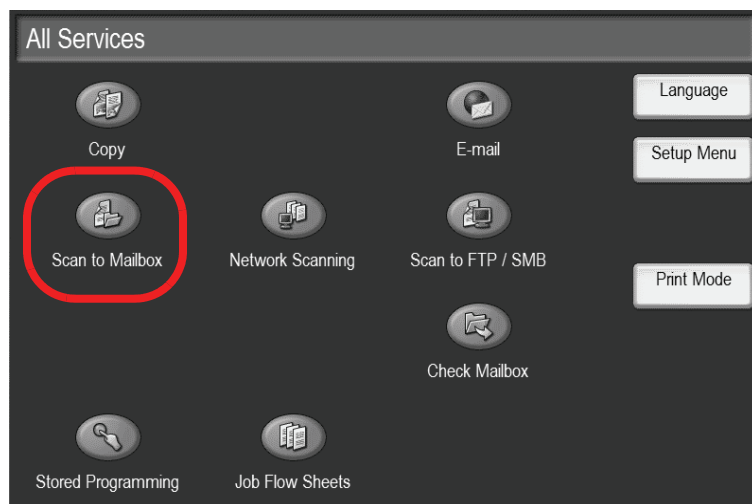 All Services
Language
Copy
E-mail
Setup Menu
Scan to Mailbox
Network Scanning
Scan to FTP / SMB
Print Mode
Check Mailbox
Stored Programming
Job Flow Sheets